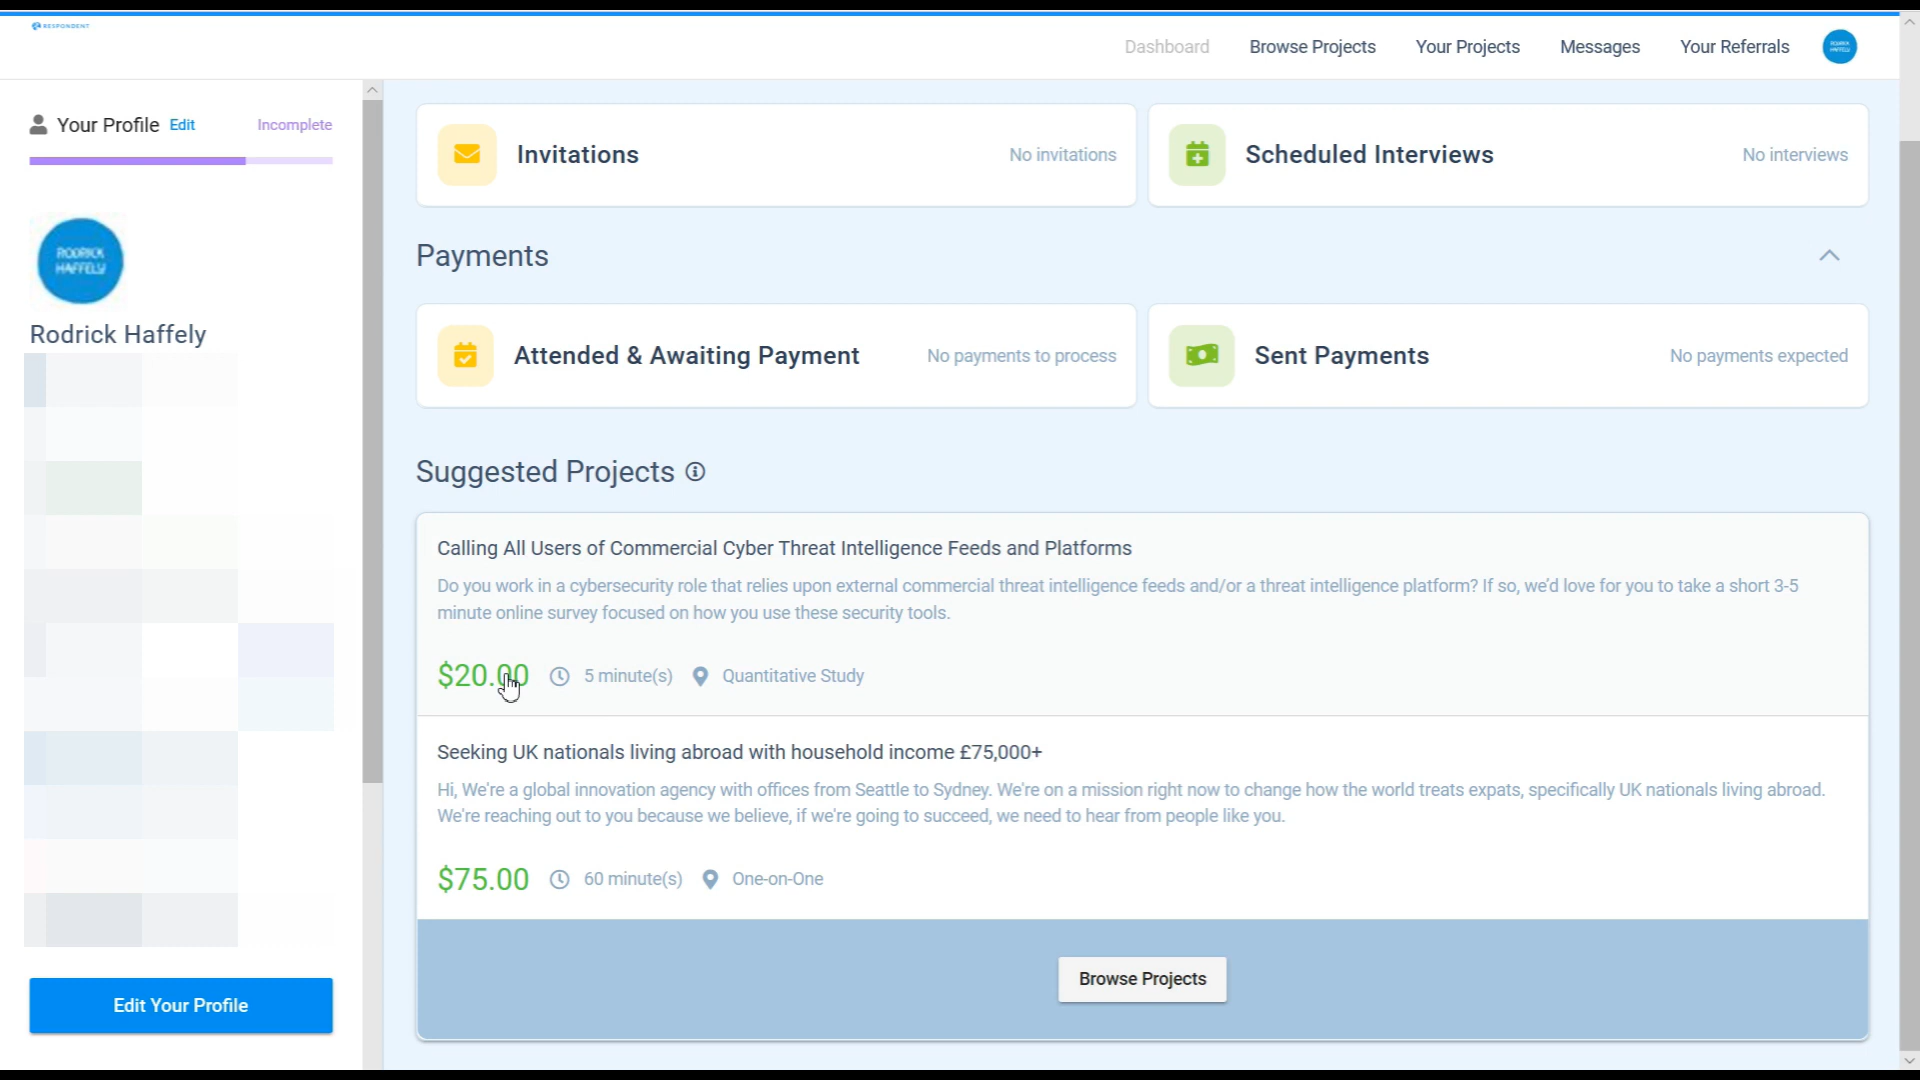 RESPONDENT
Dashboard
Browse Projects
Your Projects
Messages
Your Referrals
RODRICK
HAFFELY
Your Profile
Edit
Incomplete
RODRICK
HAFFELY
Rodrick Haffely
Edit Your Profile
Invitations
No invitations
Scheduled Interviews
No interviews
Payments
Attended & Awaiting Payment
No payments to process
Sent Payments
No payments expected
Suggested Projects
Calling All Users of Commercial Cyber Threat Intelligence Feeds and Platforms
Do you work in a cybersecurity role that relies upon external commercial threat intelligence feeds and/or a threat intelligence platform? If so, we'd love for you to take a short 3-5
minute online survey focused on how you use these security tools.
$20.00
5 minute(s)
Quantitative Study
Seeking UK nationals living abroad with household income £75,000+
Hi, We're a global innovation agency with offices from Seattle to Sydney. We're on a mission right now to change how the world treats expats, specifically UK nationals living abroad.
We're reaching out to you because we believe, if we're going to succeed, we need to hear from people like you.
$75.00
60 minute(s)
One-on-One
Browse Projects